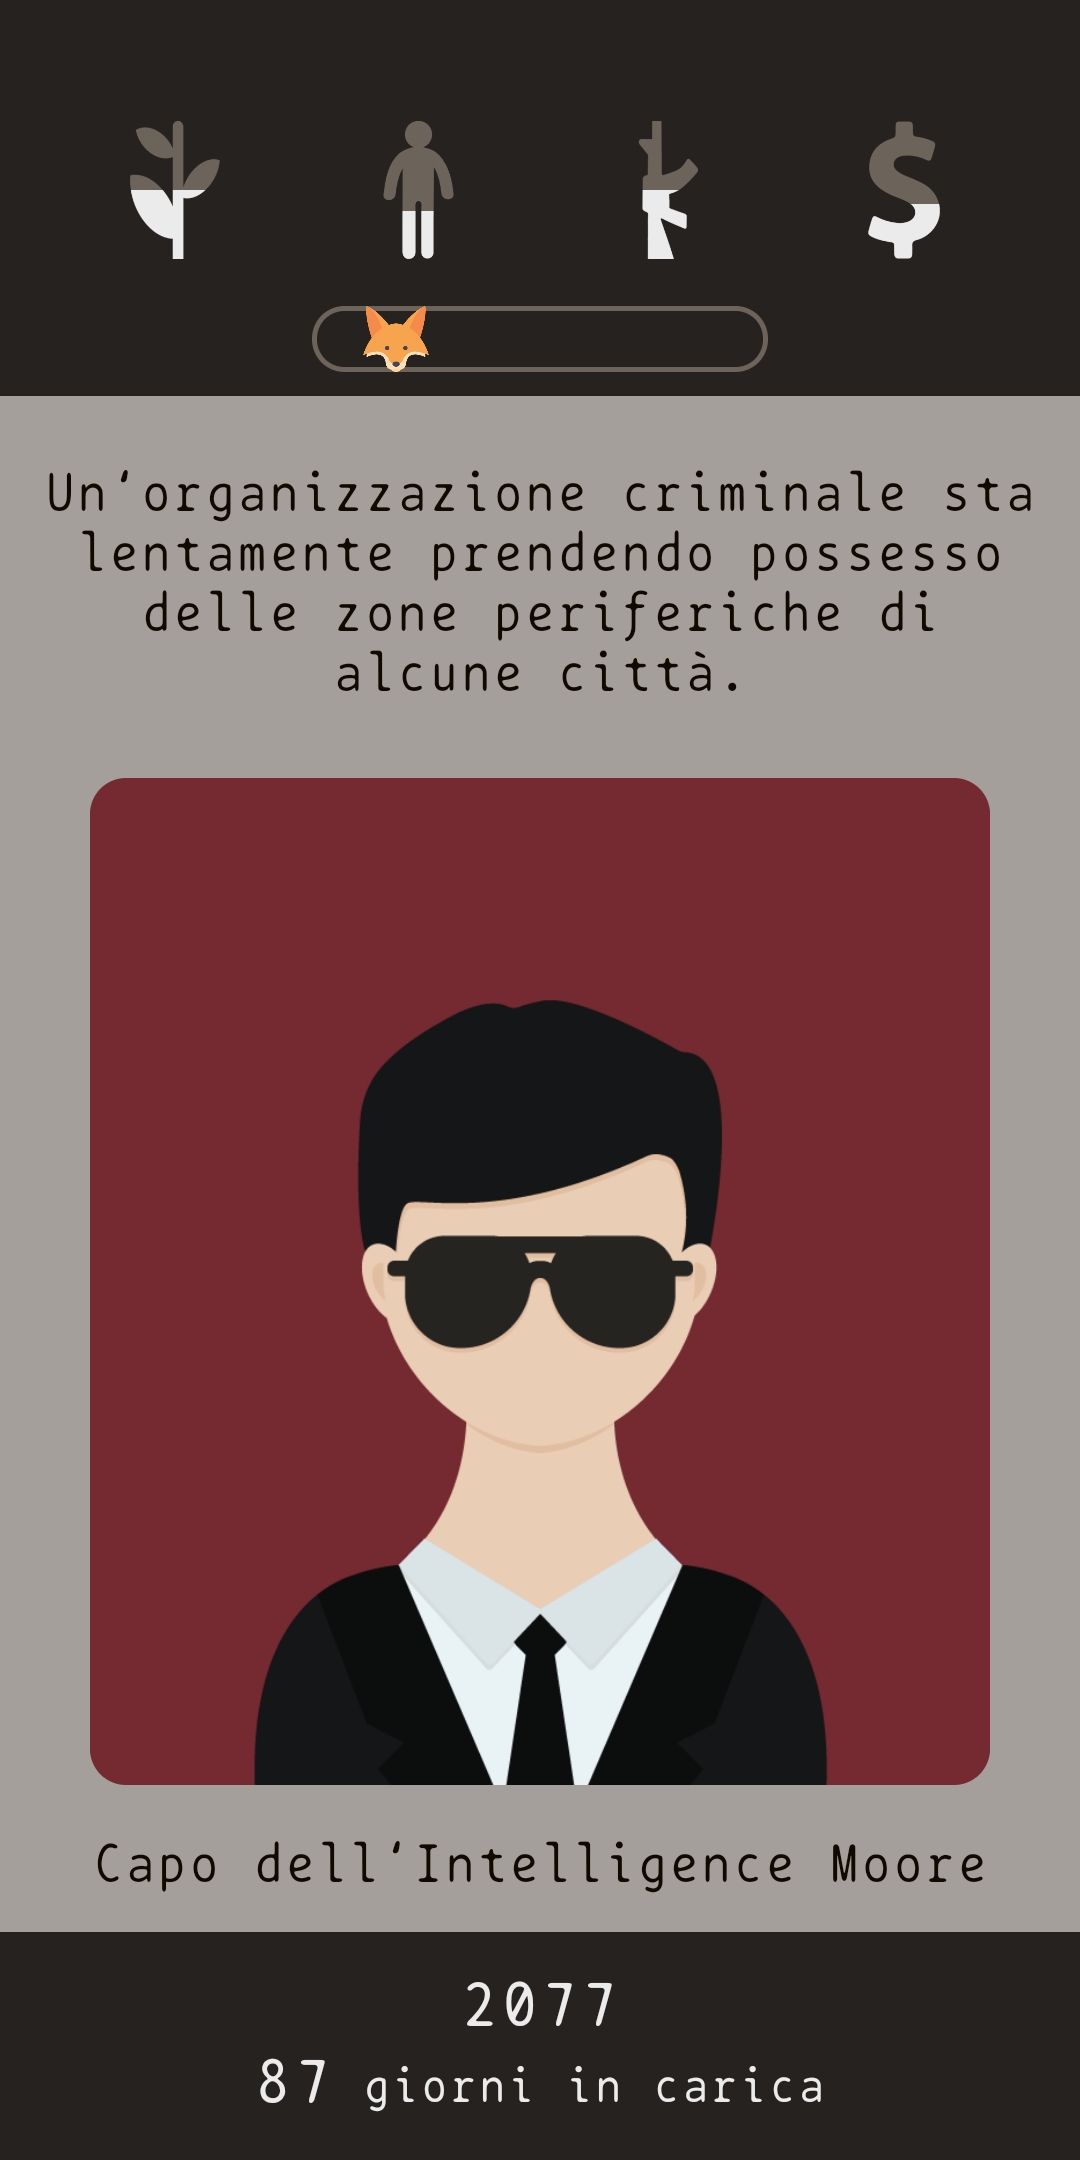 Un‘organizzazione criminale sta
lentamente prendendo possesso
delle zone periferiche di
alcune città.
Capo dell‘Intelligence Moore
2077
87 giorni in carica